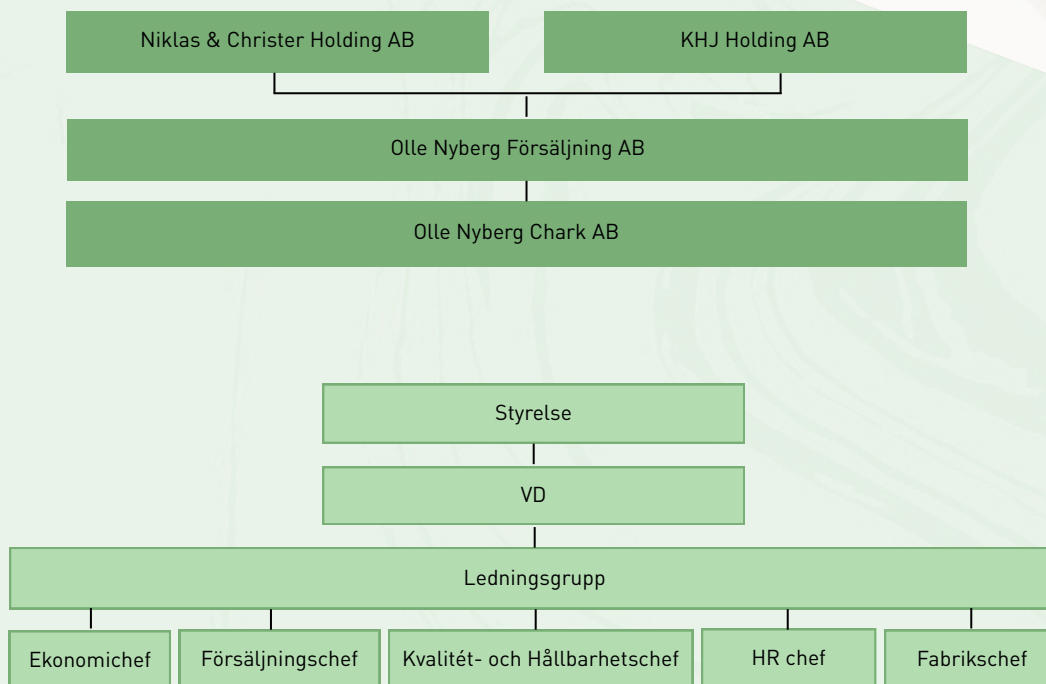 Niklas & Christer Holding AB
KHJ Holding AB
Olle Nyberg Försäljning AB
Olle Nyberg Chark AB
Styrelse
VD
Ledningsgrupp
Ekonomichef
Försäljningschef
Kvalitét- och Hållbarhetschef
HR chef
Fabrikschef